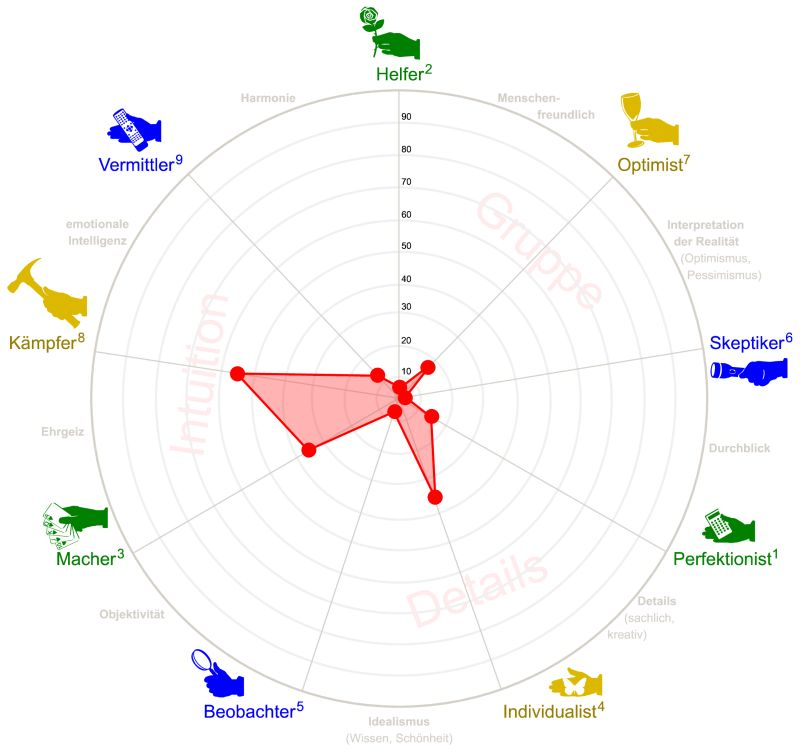 Helfer²
Harmonie
Menschen-
freundlich
Vermittler⁹
Optimist⁷
90
80
70
60
50
40
30
20
10
Gruppe
emotionale
Intelligenz
Interpretation
der Realität
(Optimismus,
Pessimismus)
Kämpfer⁸
Skeptiker⁶
Intuition
Ehrgeiz
Durchblick
Macher³
Perfektionist¹
Details
Objektivität
Details
(sachlich,
kreativ)
Beobachter⁵
Individualist⁴
Idealismus
(Wissen, Schönheit)